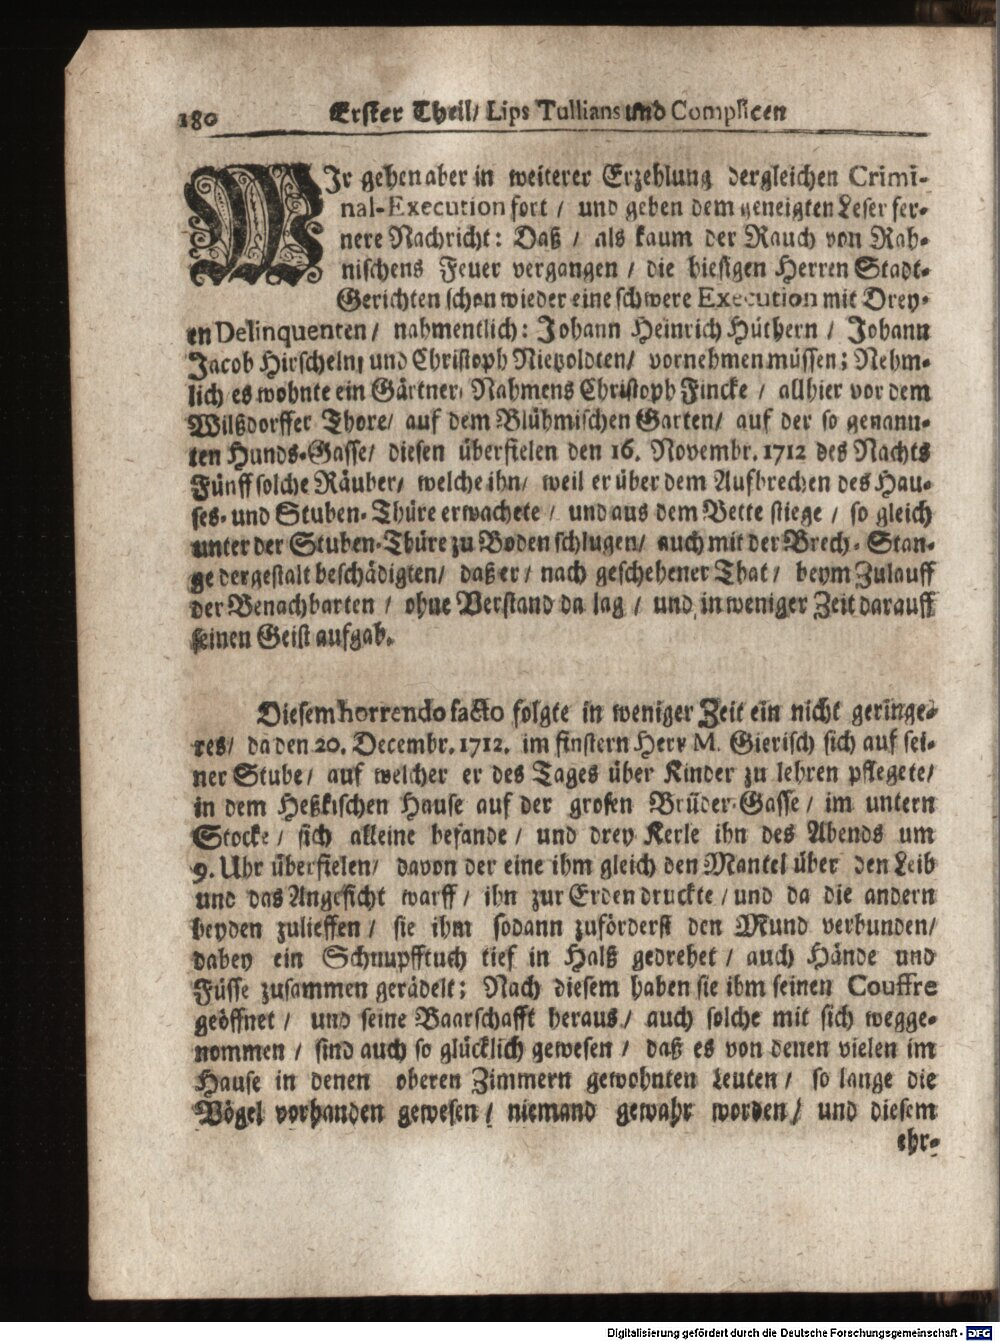 180 Erster Theil/ Lips Tullians und Complicen
WIr gehen aber in weiterer Erzehlung dergleichen Crimi-
nal-Execution fort / und geben dem geneigten Leser fer-
nere Nachricht: Daß / als kaum der Rauch von Rah-
nischens Feuer vergangen / die hiesigen Herren Stadt-
Gerichten schon wieder eine schwere Execution mit Drey-
en Delinquenten / nahmentlich: Johann Heinrich Hüthern / Johann
Jacob Hirscheln/ und Christoph Nietzoldten/ vornehmen müssen; Nehm-
lich es wohnte ein Gärtner/ Nahmens Christoph Fincke / allhier vor dem
Wilßdorffer Thore/ auf dem Blühmischen Garten/ auf der so genann-
ten Hunds-Gasse/ diesen überfielen den 16. Novembr. 1712 des Nachts
Fünff solche Räuber/ welche ihn/ weil er über dem Aufbrechen des Hau-
ses- und Stuben-Thüre erwachete / und aus dem Bette stiege / so gleich
unter der Stuben-Thüre zu Boden schlugen/ auch mit der Brech-Stan-
ge dergestalt beschädigten/ daß er / nach geschehener That / beym Zulauff
der Benachbarten / ohne Verstand da lag / und in weniger Zeit darauff
seinen Geist aufgab.
Diesem horrendo facto folgte in weniger Zeit ein nicht geringe-
res/ da den 20. Decembr. 1712. im finstern Herr M. Gierisch sich auf sei-
ner Stube / auf welcher er des Tages über Kinder zu lehren pflegete/
in dem Heßkischen Hause auf der grosen Brüder-Gasse / im untern
Stocke / sich alleine befande / und drey Kerle ihn des Abends um
9. Uhr überfielen/ davon der eine ihm gleich den Mantel über den Leib
und das Angesicht warff / ihn zur Erden druckte / und da die andern
beyden zulieffen / sie ihm sodann zuförderst den Mund verbunden/
dabey ein Schnupfftuch tief in Halß gedrehet / auch Hände und
Füsse zusammen gerädelt; Nach diesem haben sie ihm seinen Couffre
geöffnet / und seine Baarschafft heraus / auch solche mit sich wegge-
nommen / sind auch so glücklich gewesen / daß es von denen vielen im
Hause in denen oberen Zimmern gewohnten Leuten / so lange die
Vögel vorhanden gewesen / niemand gewahr worden / und diesem
ehr-
Digitalisierung gefördert durch die Deutsche Forschungsgemeinschaft - DFG